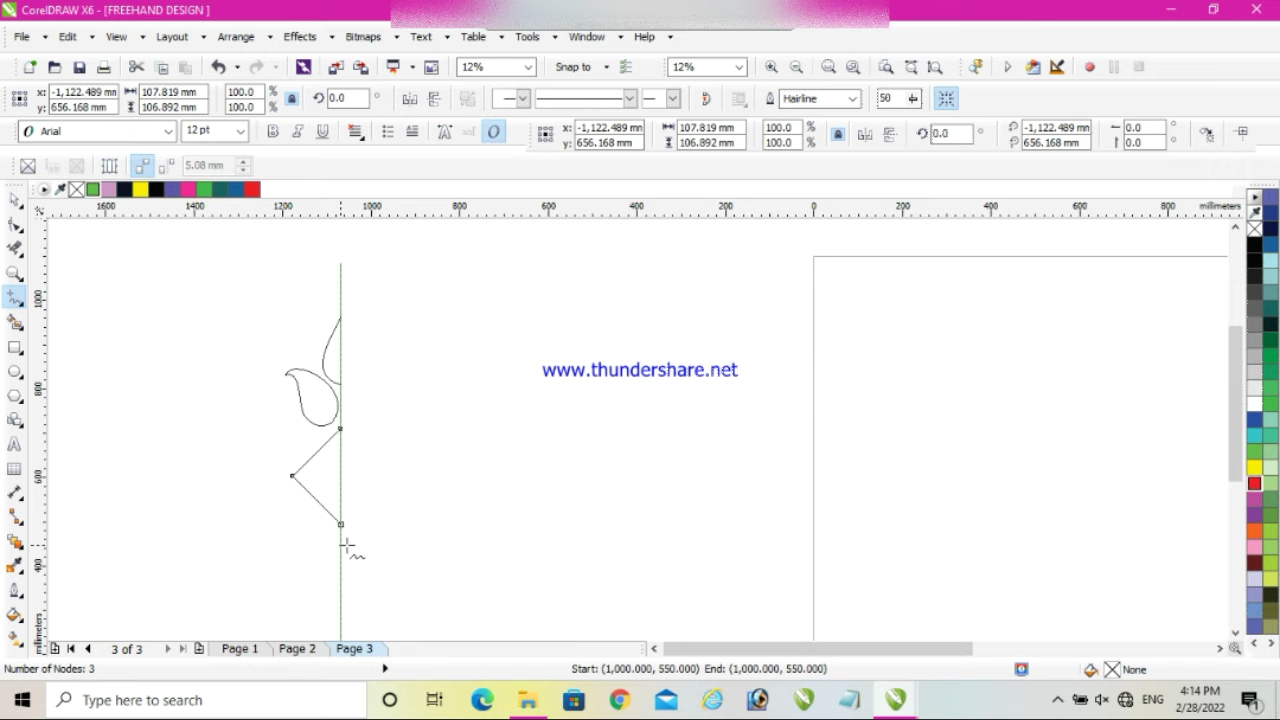 CorelDRAW X6 - [FREEHAND DESIGN ]
File Edit View Layout Arrange Effects Bitmaps Text Table Tools Window Help
12% Snap to 12%
x: -1,122.489 mm 107.819 mm 100.0 % 0.0 ° Hairline 50
y: 656.168 mm 106.892 mm 100.0 %
Arial 12 pt
x: -1,122.489 mm 107.819 mm 100.0 % 0.0 ° -1,122.489 mm 0.0 °
y: 656.168 mm 106.892 mm 100.0 % 656.168 mm 0.0 °
5.08 mm
1600 1400 1200 1000 800 600 400 200 0 200 400 600 800 millimeters
1000
800
600
400
millimeters
www.thundershare.net
3 of 3 Page 1 Page 2 Page 3
Number of Nodes: 3 Start: (1,000.000, 550.000) End: (1,000.000, 550.000) None
Type here to search
ENG
4:14 PM
2/28/2022
1